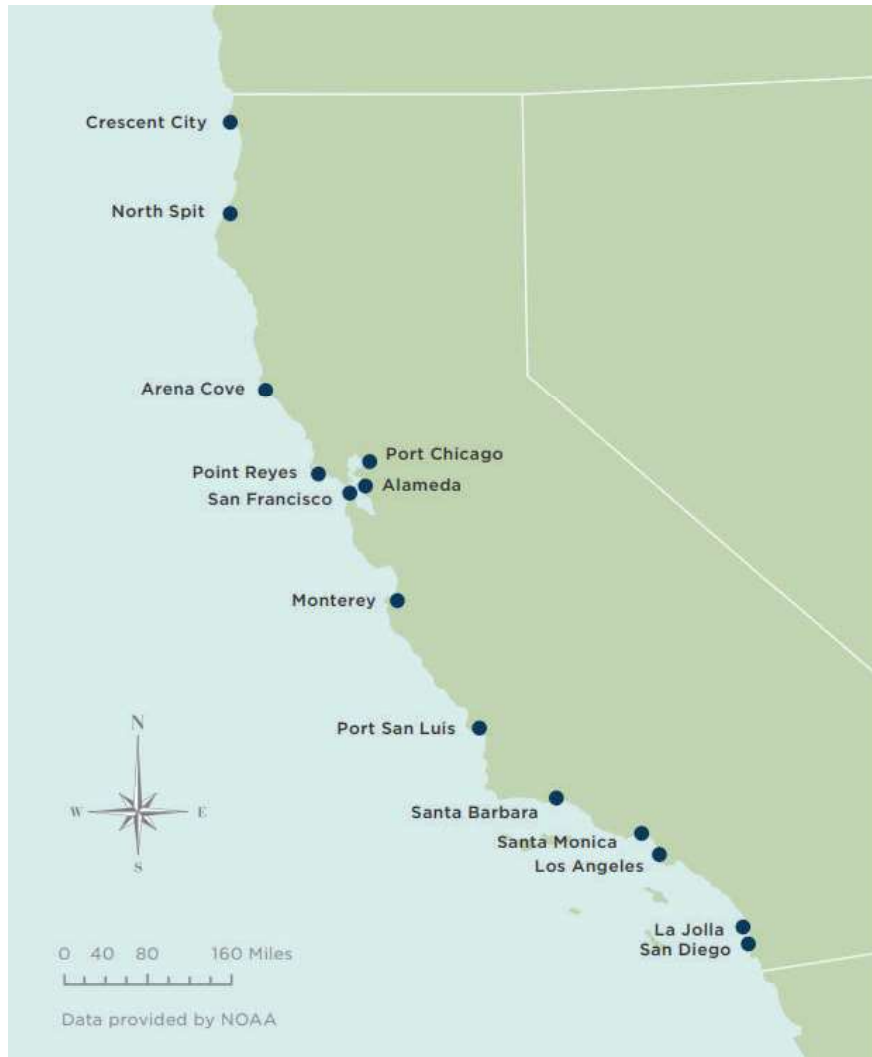 Crescent City
North Spit
Arena Cove
Port Chicago
Point Reyes
Alameda
San Francisco
Monterey
N
Port San Luis
W
E
Santa Barbara
Santa Monica
S
Los Angeles
La Jolla
San Diego
0 40 80 160 Miles
Data provided by NOAA